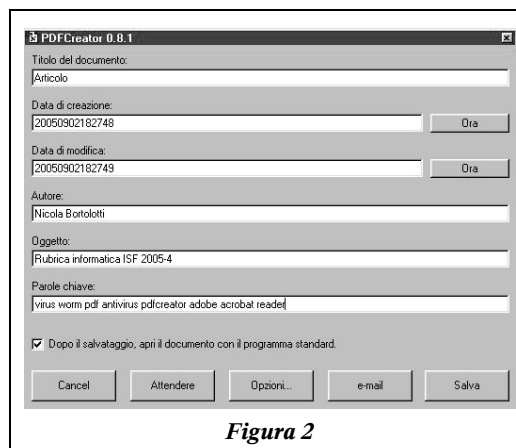 PDFCreator 0.8.1
Titolo del documento:
Articolo
Data di creazione:
20050902182748 Ora
Data di modifica:
20050902182749 Ora
Autore:
Nicola Bortolotti
Oggetto:
Rubrica informatica ISF 2005-4
Parole chiave:
virus worm pdf antivirus pdfcreator adobe acrobat reader
Dopo il salvataggio, apri il documento con il programma standard.
Cancel Attendere Opzioni... e-mail Salva
Figura 2